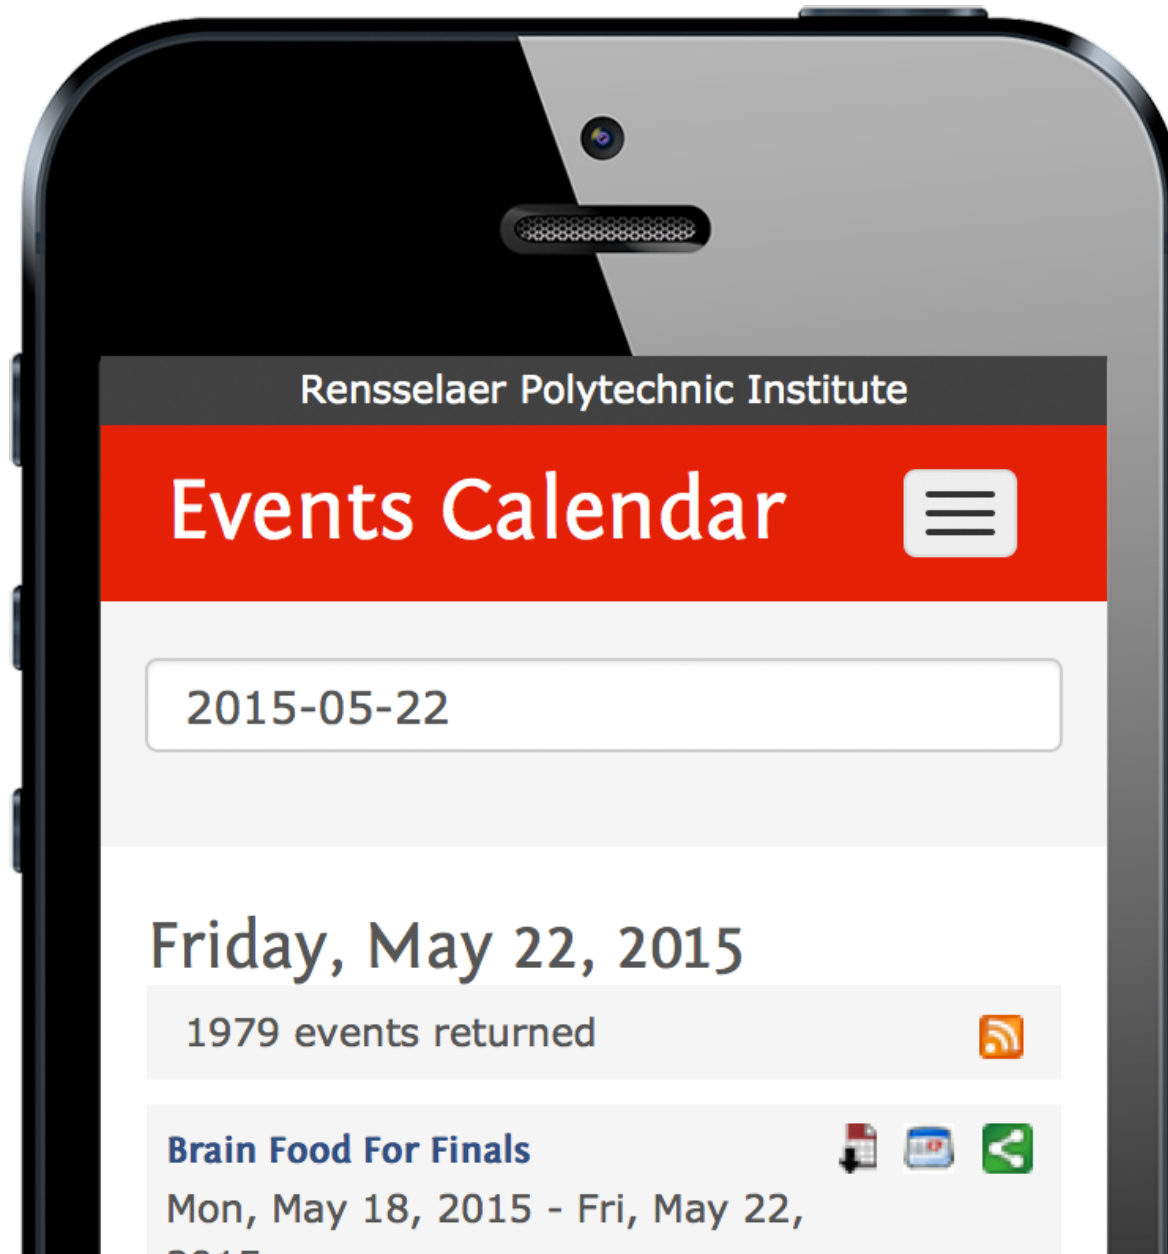 Rensselaer Polytechnic Institute
Events Calendar
2015-05-22
Friday, May 22, 2015
1979 events returned
Brain Food For Finals
Mon, May 18, 2015 - Fri, May 22,